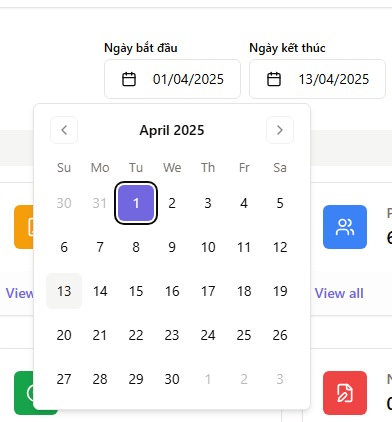 Ngày bắt đầu Ngày kết thúc
01/04/2025 13/04/2025
April 2025
Su Mo Tu We Th Fr Sa
30 31 1 2 3 4 5
6 7 8 9 10 11 12
13 14 15 16 17 18 19
20 21 22 23 24 25 26
27 28 29 30 1 2 3
View
View all